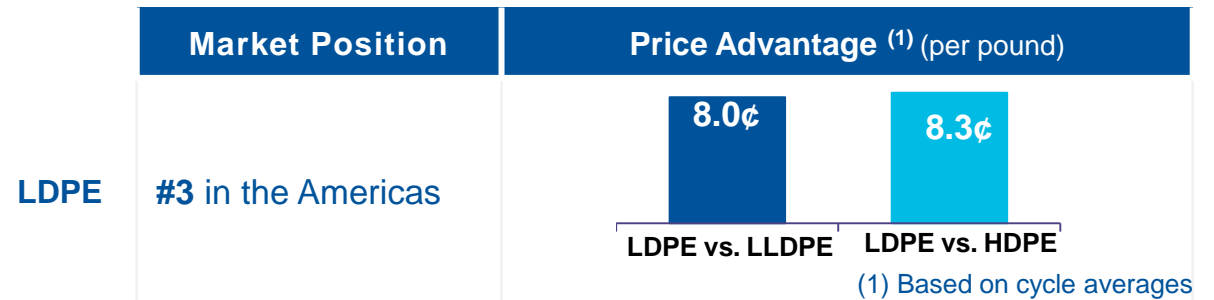 Market Position
Price Advantage (1) (per pound)
LDPE
#3 in the Americas
8.0¢
8.3¢
LDPE vs. LLDPE
LDPE vs. HDPE
(1) Based on cycle averages